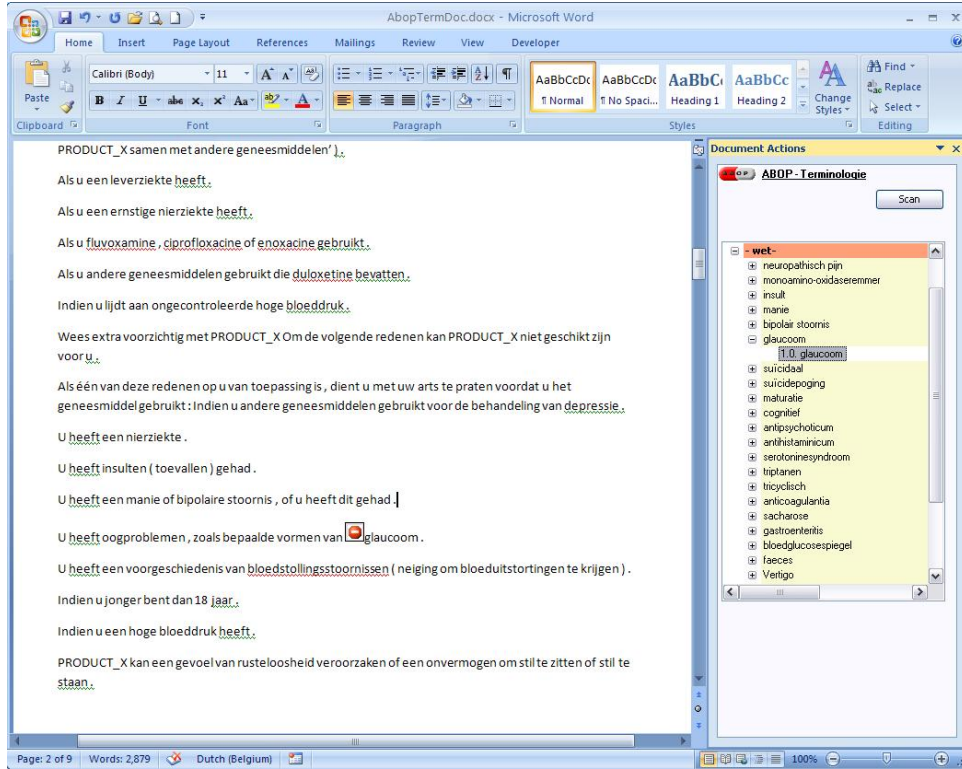 AbopTermDoc.docx - Microsoft Word
Home Insert Page Layout References Mailings Review View Developer
Paste
Calibri (Body) 11
AaBbCcDc AaBbCcDc AaBbC AaBbCc
¶ Normal ¶ No Spaci... Heading 1 Heading 2
Change Styles
Find
Replace
Select
Clipboard Font Paragraph Styles Editing
PRODUCT_X samen met andere geneesmiddelen' ).
Als u een leverziekte heeft.
Als u een ernstige nierziekte heeft.
Als u fluvoxamine , ciprofloxacine of enoxacine gebruikt.
Als u andere geneesmiddelen gebruikt die duloxetine bevatten.
Indien u lijdt aan ongecontroleerde hoge bloeddruk.
Wees extra voorzichtig met PRODUCT_X Om de volgende redenen kan PRODUCT_X niet geschikt zijn
voor u.
Als één van deze redenen op u van toepassing is , dient u met uw arts te praten voordat u het
geneesmiddel gebruikt : Indien u andere geneesmiddelen gebruikt voor de behandeling van depressie.
U heeft een nierziekte .
U heeft insulten ( toevallen ) gehad .
U heeft een manie of bipolaire stoornis , of u heeft dit gehad .
U heeft oogproblemen , zoals bepaalde vormen van glaucoom .
U heeft een voorgeschiedenis van bloedstollingsstoornissen ( neiging om bloeduitstortingen te krijgen ) .
Indien u jonger bent dan 18 jaar.
Indien u een hoge bloeddruk heeft.
PRODUCT_X kan een gevoel van rusteloosheid veroorzaken of een onvermogen om stil te zitten of stil te
staan.
Document Actions
ABOP - Terminologie
Scan
- wet-
neuropathisch pijn
monoamino-oxidaseremmer
insult
manie
bipolair stoornis
glaucoom
1.0. glaucoom
suïcidaal
suïcidepoging
maturatie
cognitief
antipsychoticum
antihistaminicum
serotoninesyndroom
triptanen
tricyclisch
anticoagulantia
sacharose
gastroenteritis
bloedglucosespiegel
faeces
Vertigo
Page: 2 of 9 Words: 2,879 Dutch (Belgium) 100%